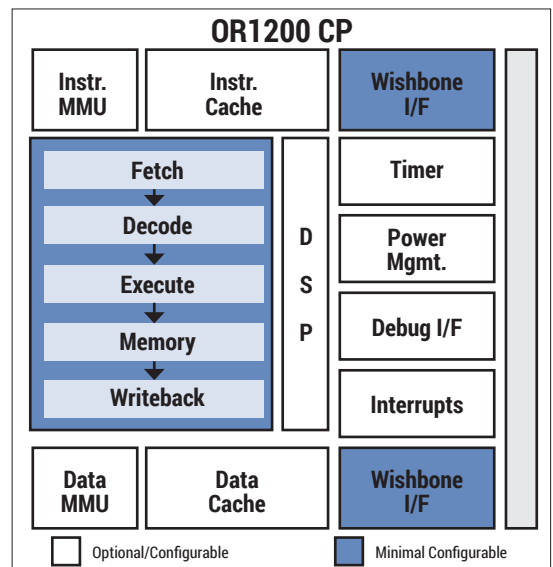 OR1200 CP
Instr.
MMU
Instr.
Cache
Wishbone
I/F
Fetch
Decode
Execute
Memory
Writeback
D
S
P
Timer
Power
Mgmt.
Debug I/F
Interrupts
Data
MMU
Data
Cache
Wishbone
I/F
Optional/Configurable
Minimal Configurable